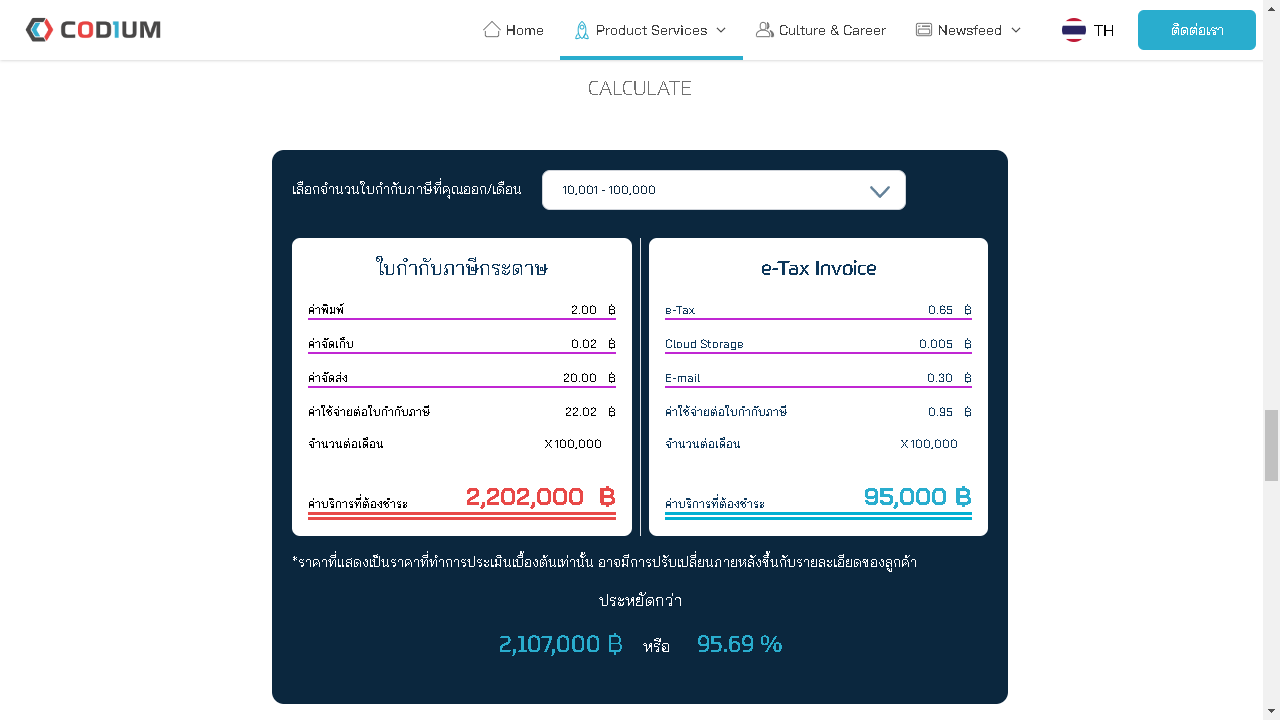 CODIUM
Home
Product Services
Culture & Career
Newsfeed
TH
ติดต่อเรา
CALCULATE
เลือกจำนวนใบกำกับภาษีที่คุณออก/เดือน
10,001 - 100,000
ใบกำกับภาษีกระดาษ
ค่าพิมพ์ 2.00 ฿
ค่าจัดเก็บ 0.02 ฿
ค่าจัดส่ง 20.00 ฿
ค่าใช้จ่ายต่อใบกำกับภาษี 22.02 ฿
จำนวนต่อเดือน X 100,000
ค่าบริการที่ต้องชำระ 2,202,000 ฿
e-Tax Invoice
e-Tax 0.65 ฿
Cloud Storage 0.005 ฿
E-mail 0.30 ฿
ค่าใช้จ่ายต่อใบกำกับภาษี 0.95 ฿
จำนวนต่อเดือน X 100,000
ค่าบริการที่ต้องชำระ 95,000 ฿
*ราคาที่แสดงเป็นราคาที่ทำการประเมินเบื้องต้นเท่านั้น อาจมีการปรับเปลี่ยนภายหลังขึ้นกับรายละเอียดของลูกค้า
ประหยัดกว่า
2,107,000 ฿ หรือ 95.69 %